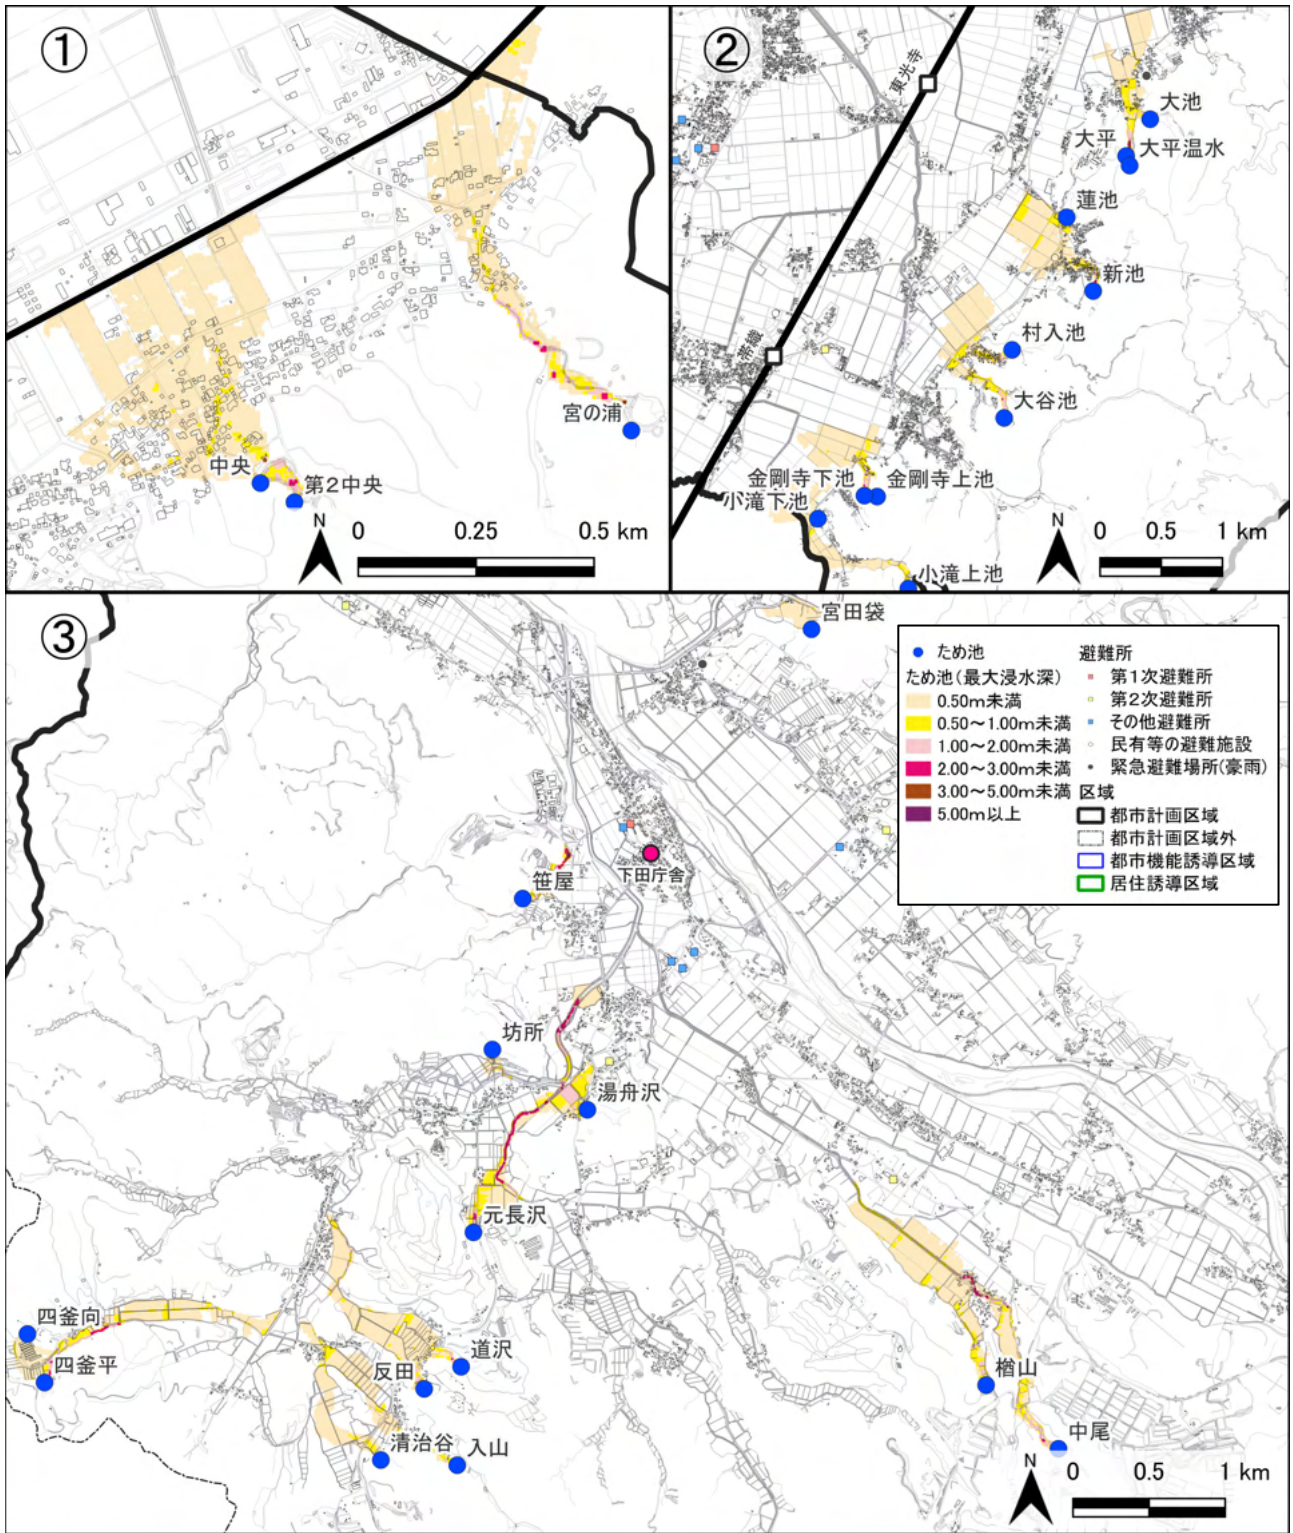 ①
宮の浦
中央
第2中央
N
0
0.25
0.5 km
②
東光寺
帯織
大池
大平
大平温水
蓮池
新池
村入池
大谷池
金剛寺下池
金剛寺上池
小滝下池
小滝上池
N
0
0.5
1 km
③
宮田袋
笹屋
下田庁舎
坊所
湯舟沢
元長沢
四釜向
四釜平
道沢
反田
清治谷
入山
楢山
中尾
N
0
0.5
1 km
ため池
ため池(最大浸水深)
0.50m未満
0.50～1.00m未満
1.00～2.00m未満
2.00～3.00m未満
3.00～5.00m未満
5.00m以上
避難所
第1次避難所
第2次避難所
その他避難所
民有等の避難施設
緊急避難場所(豪雨)
区域
都市計画区域
都市計画区域外
都市機能誘導区域
居住誘導区域